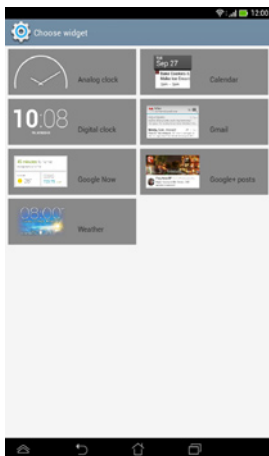 12:00
Choose widget
Analog clock
Sep 27
Calendar
10:08
Digital clock
Gmail
Google Now
Google+ posts
08:00
Weather